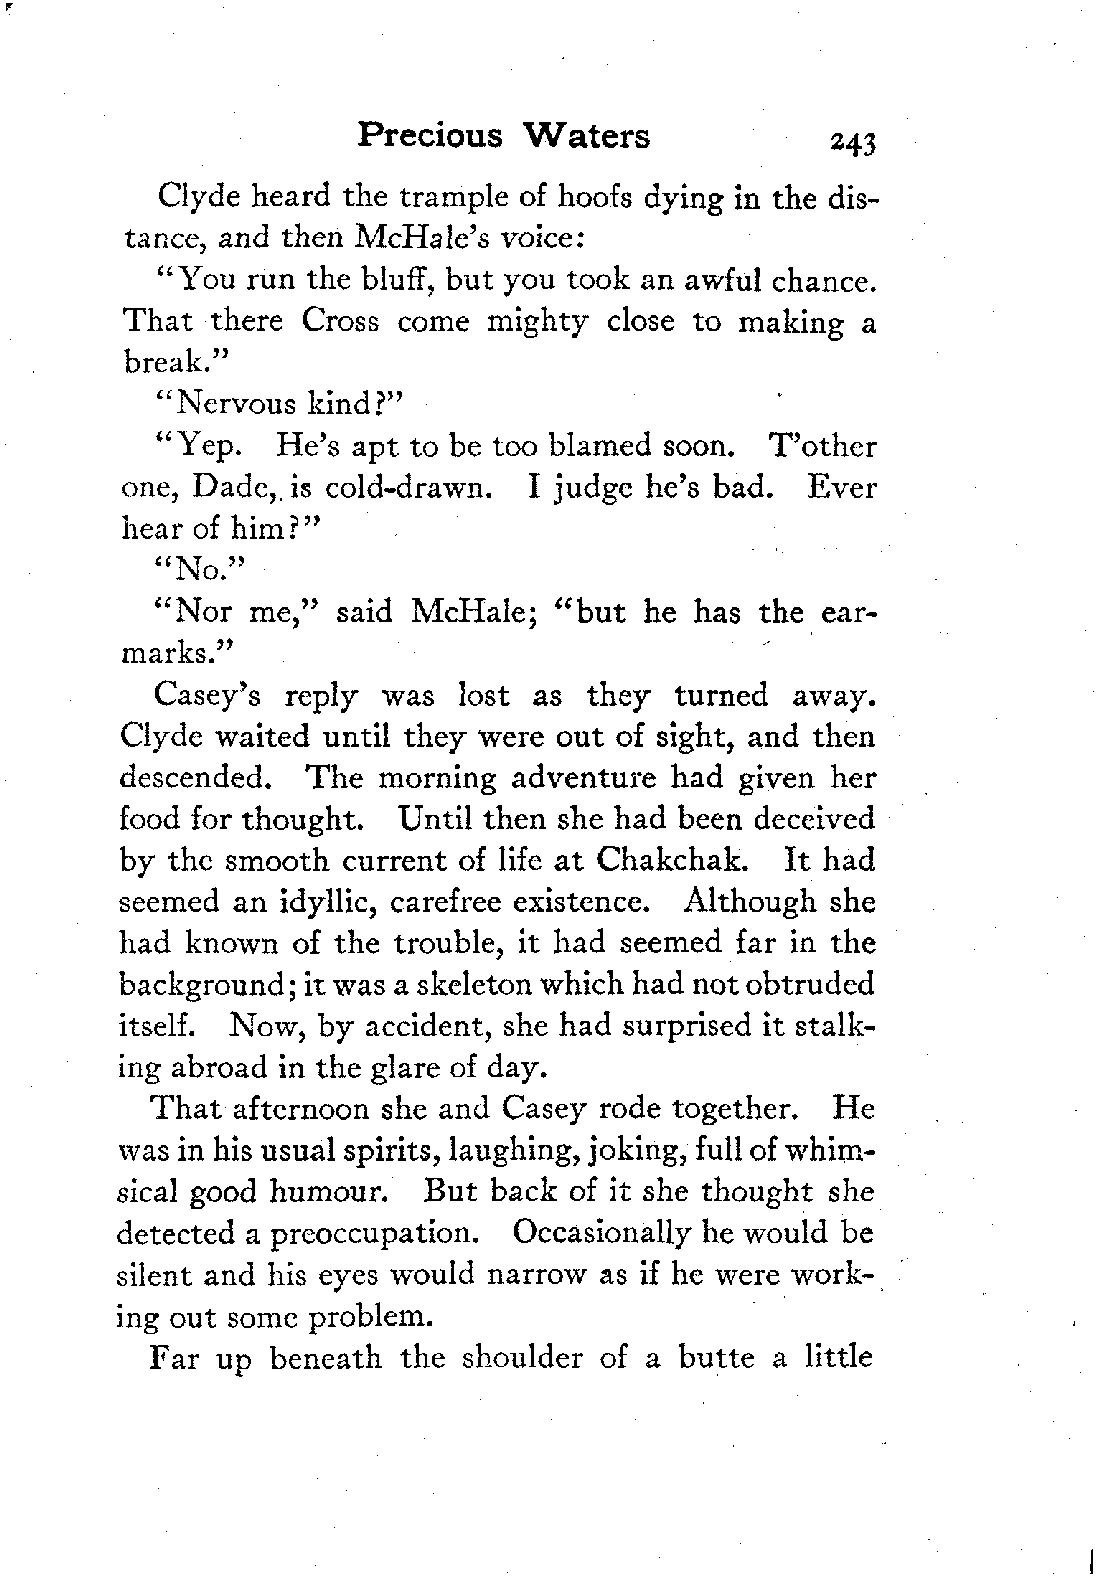 Precious Waters 243
Clyde heard the trample of hoofs dying in the dis-
tance, and then McHale's voice:
"You run the bluff, but you took an awful chance.
That there Cross come mighty close to making a
break."
"Nervous kind?"
"Yep. He's apt to be too blamed soon. T'other
one, Dade, is cold-drawn. I judge he's bad. Ever
hear of him?"
"No."
"Nor me," said McHale; "but he has the ear-
marks."
Casey's reply was lost as they turned away.
Clyde waited until they were out of sight, and then
descended. The morning adventure had given her
food for thought. Until then she had been deceived
by the smooth current of life at Chakchak. It had
seemed an idyllic, carefree existence. Although she
had known of the trouble, it had seemed far in the
background; it was a skeleton which had not obtruded
itself. Now, by accident, she had surprised it stalk-
ing abroad in the glare of day.
That afternoon she and Casey rode together. He
was in his usual spirits, laughing, joking, full of whim-
sical good humour. But back of it she thought she
detected a preoccupation. Occasionally he would be
silent and his eyes would narrow as if he were work-
ing out some problem.
Far up beneath the shoulder of a butte a little